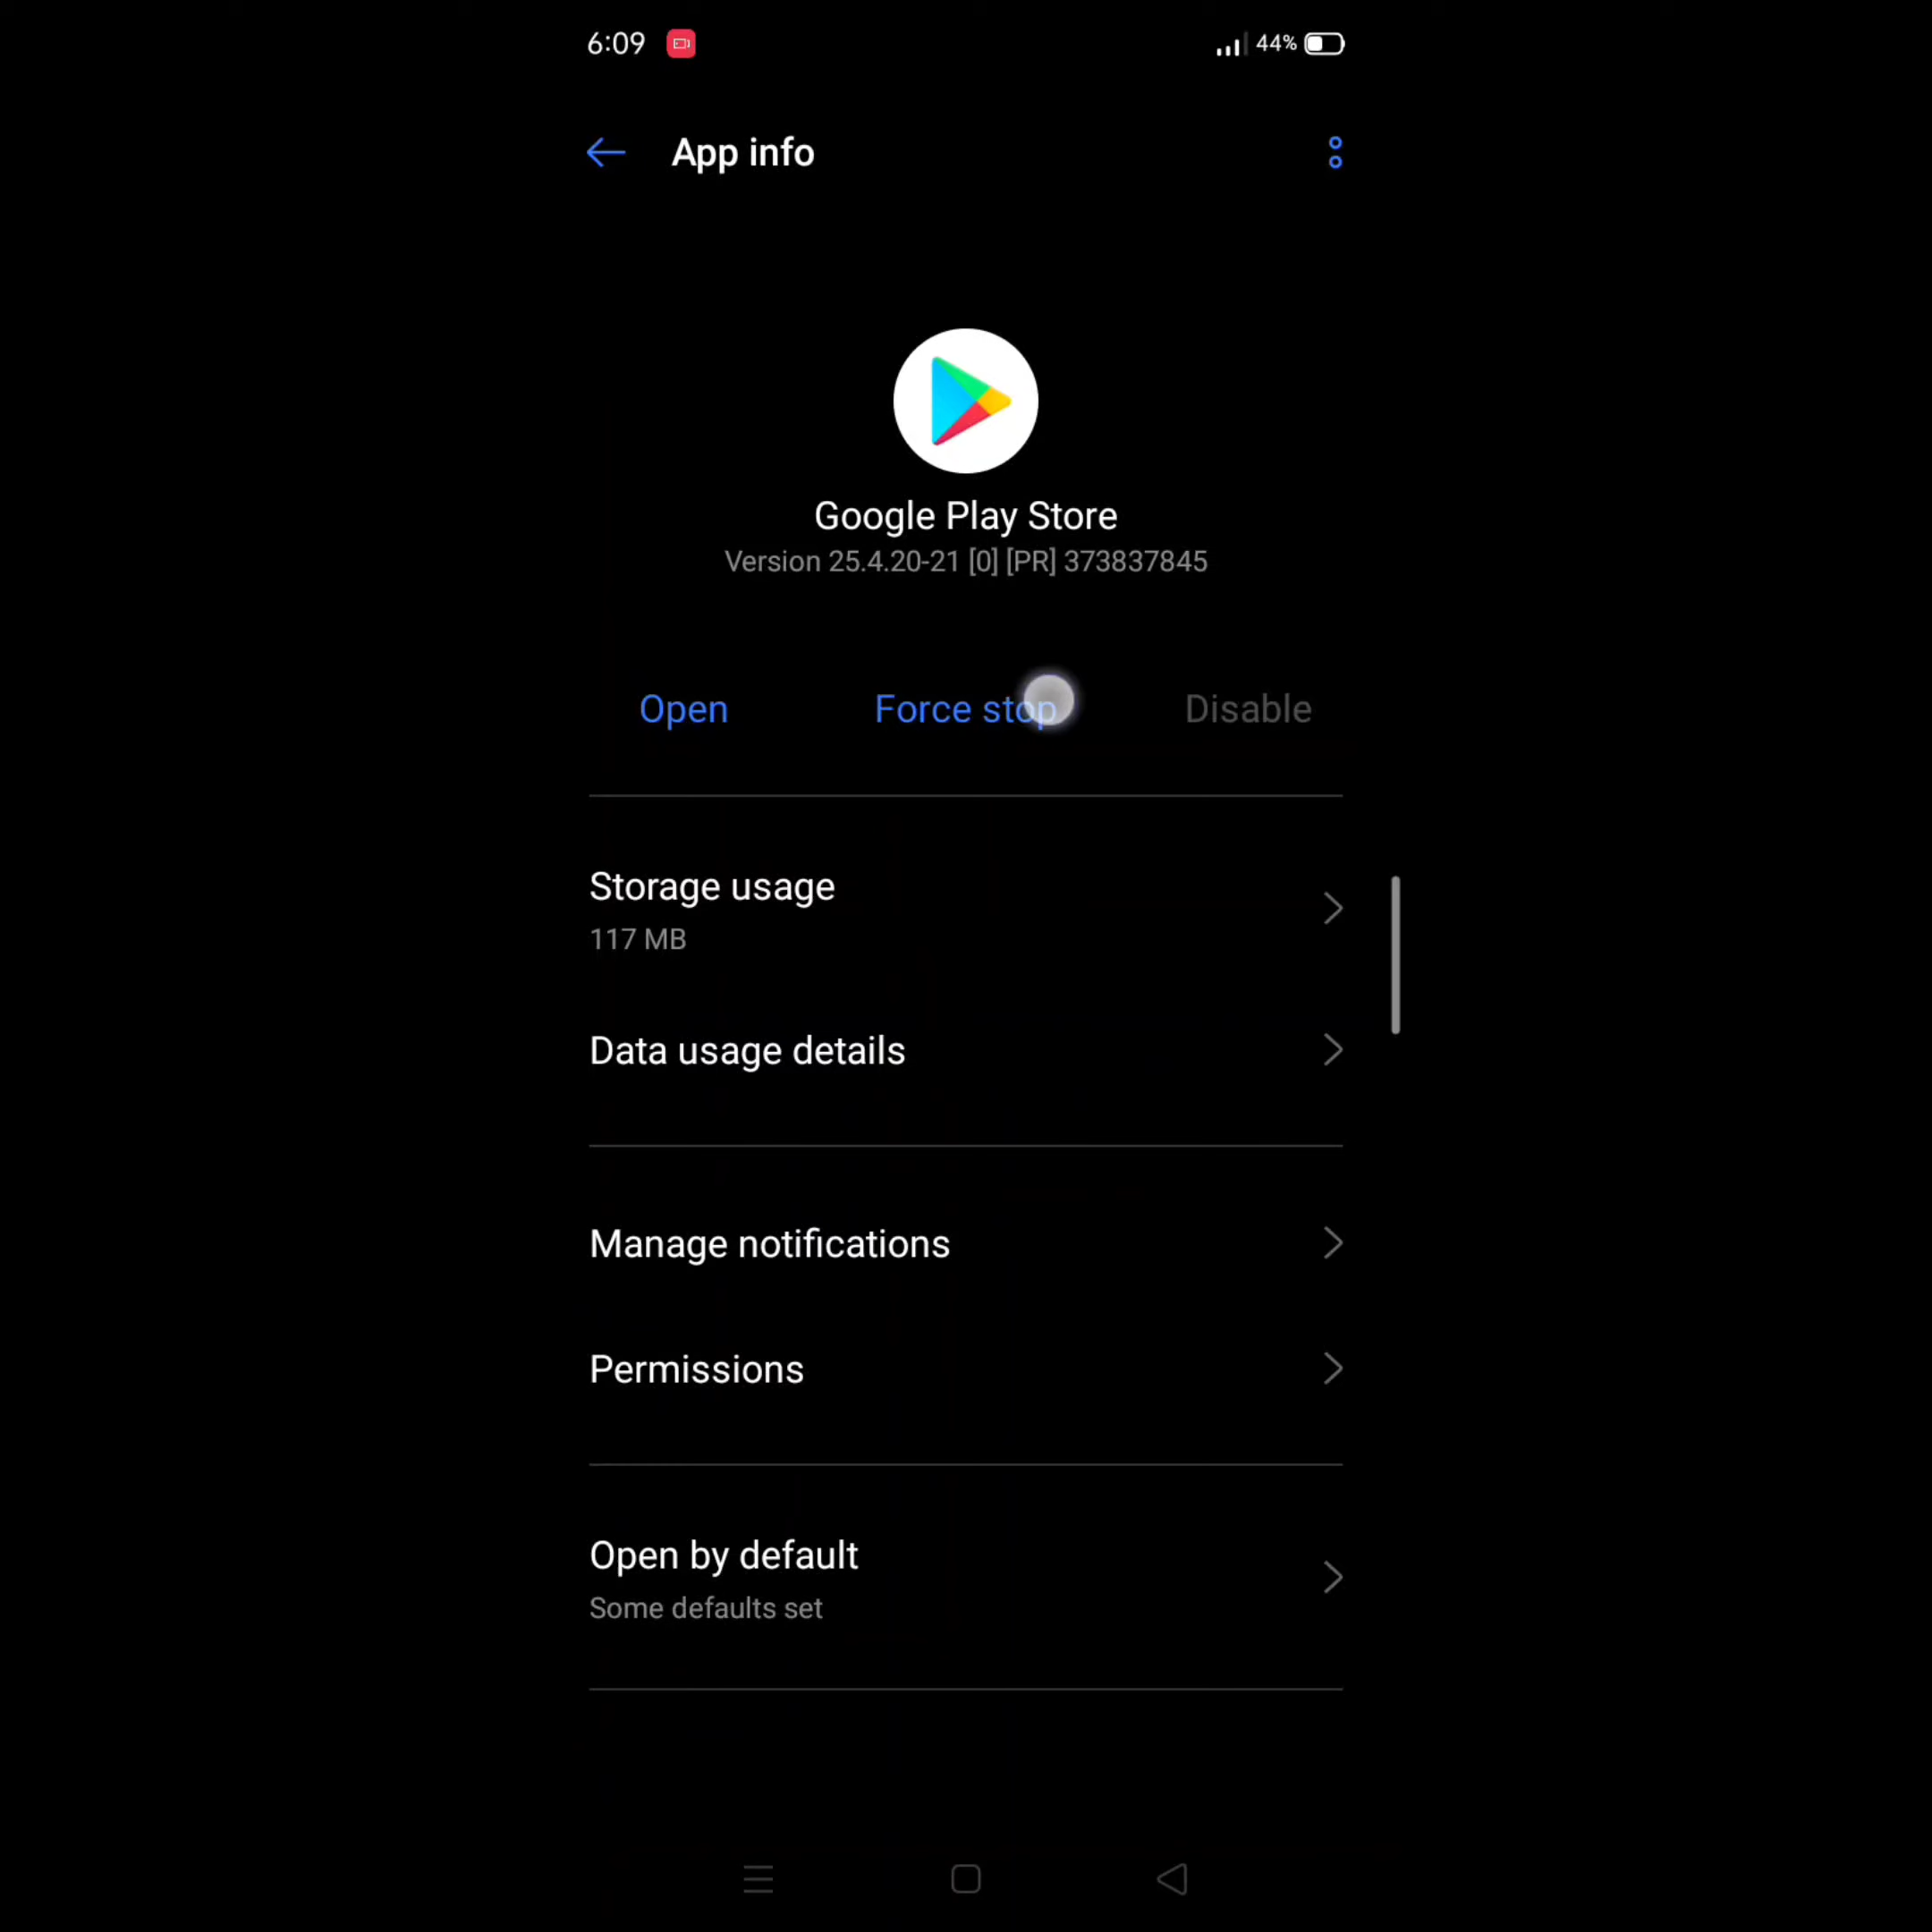 6:09 44%
App info
Google Play Store
Version 25.4.20-21 [0] [PR] 373837845
Open Force stop Disable
Storage usage
117 MB
Data usage details
Manage notifications
Permissions
Open by default
Some defaults set